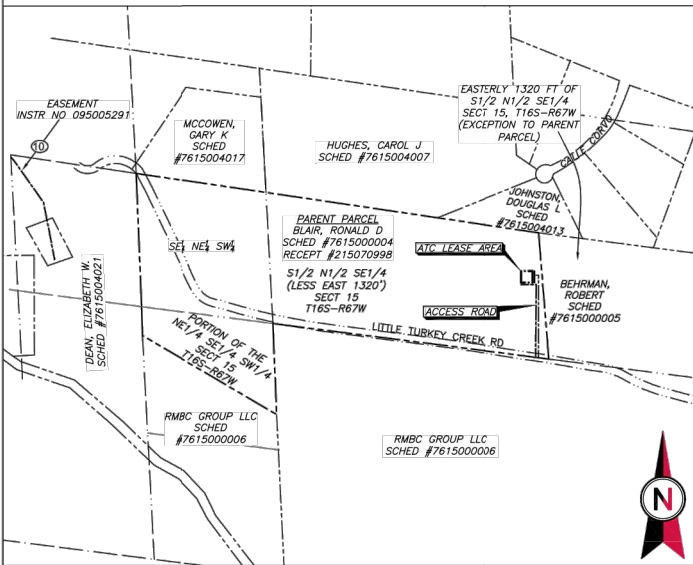 EASEMENT
INSTR NO 095005291
10
MCCOWEN,
GARY K
SCHED
#7615004017
HUGHES, CAROL J
SCHED #7615004007
EASTERLY 1320 FT OF
S1/2 N1/2 SE1/4
SECT 15, T16S-R67W
(EXCEPTION TO PARENT
PARCEL)
CALLE CORVO
JOHNSTON,
DOUGLAS L
SCHED
#7615004013
PARENT PARCEL
BLAIR, RONALD D
SCHED #7615000004
RECEPT #215070998
S1/2 N1/2 SE1/4
(LESS EAST 1320')
SECT 15
T16S-R67W
ATC LEASE AREA
ACCESS ROAD
BEHRMAN,
ROBERT
SCHED
#7615000005
SE¼ NE¼ SW¼
DEAN, ELIZABETH W.
SCHED #7615004021
PORTION OF THE
NE1/4 SE1/4 SW1/4
SECT 15
T16S-R67W
LITTLE TURKEY CREEK RD
RMBC GROUP LLC
SCHED
#7615000006
RMBC GROUP LLC
SCHED #7615000006
N